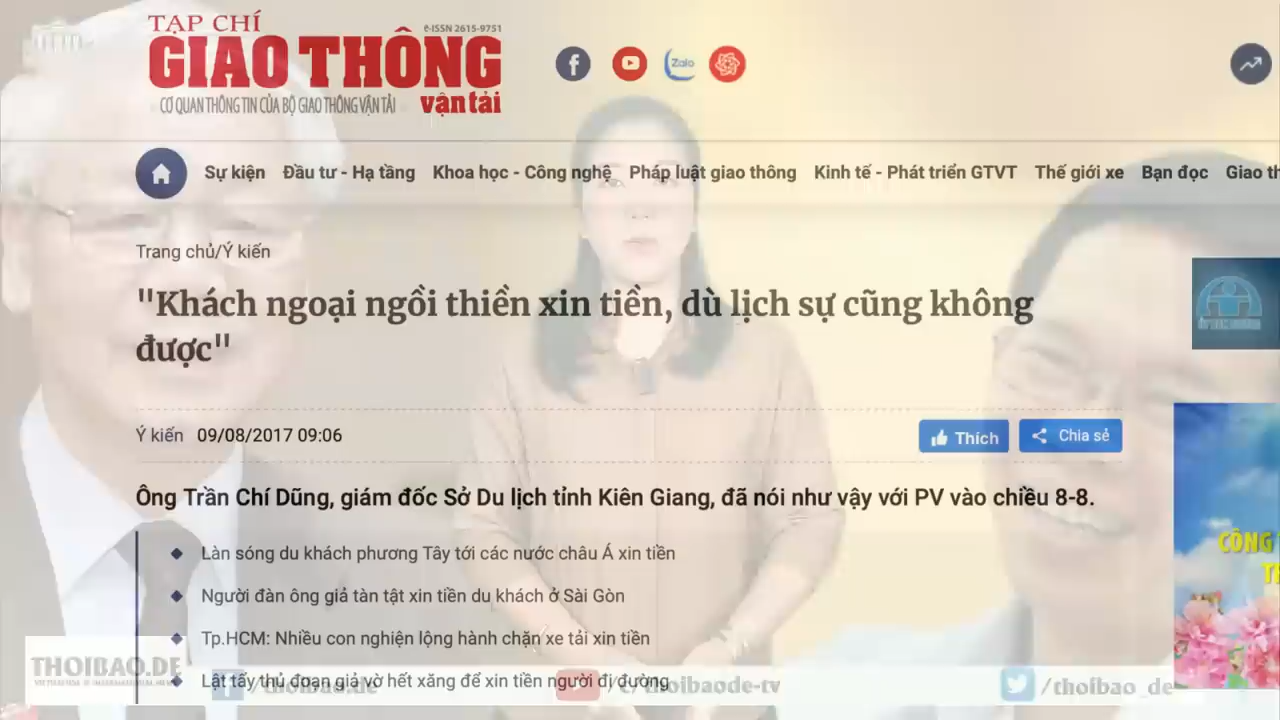 TẠP CHÍ
e-ISSN 2615-9751
GIAO THÔNG
CƠ QUAN THÔNG TIN CỦA BỘ GIAO THÔNG VẬN TẢI
vận tải
Zalo
Sự kiện Đầu tư - Hạ tầng Khoa học - Công nghệ Pháp luật giao thông Kinh tế - Phát triển GTVT Thế giới xe Bạn đọc Giao th
Trang chủ/Ý kiến
"Khách ngoại ngồi thiền xin tiền, dù lịch sự cũng không
được"
Ý kiến 09/08/2017 09:06
Thích
Chia sẻ
Ông Trần Chí Dũng, giám đốc Sở Du lịch tỉnh Kiên Giang, đã nói như vậy với PV vào chiều 8-8.
CÔNG
Làn sóng du khách phương Tây tới các nước châu Á xin tiền
Người đàn ông giả tàn tật xin tiền du khách ở Sài Gòn
Tp.HCM: Nhiều con nghiện lộng hành chặn xe tải xin tiền
Lật tẩy thủ đoạn giả vờ hết xăng để xin tiền người đi đường
THOIBAO.DE
/thoibao.de
/thoibaode-tv
/thoibao_de